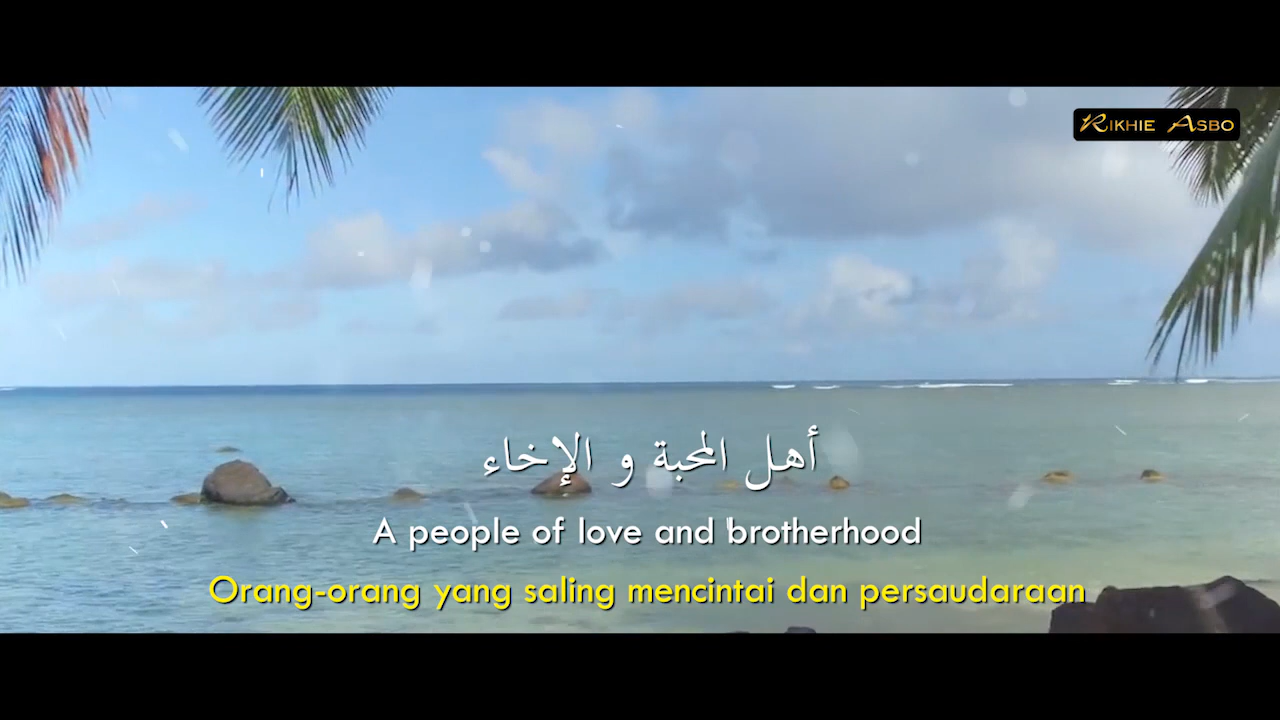 RIKHIE ASBO
أهل المحبة و الإخاء
A people of love and brotherhood
Orang-orang yang saling mencintai dan persaudaraan